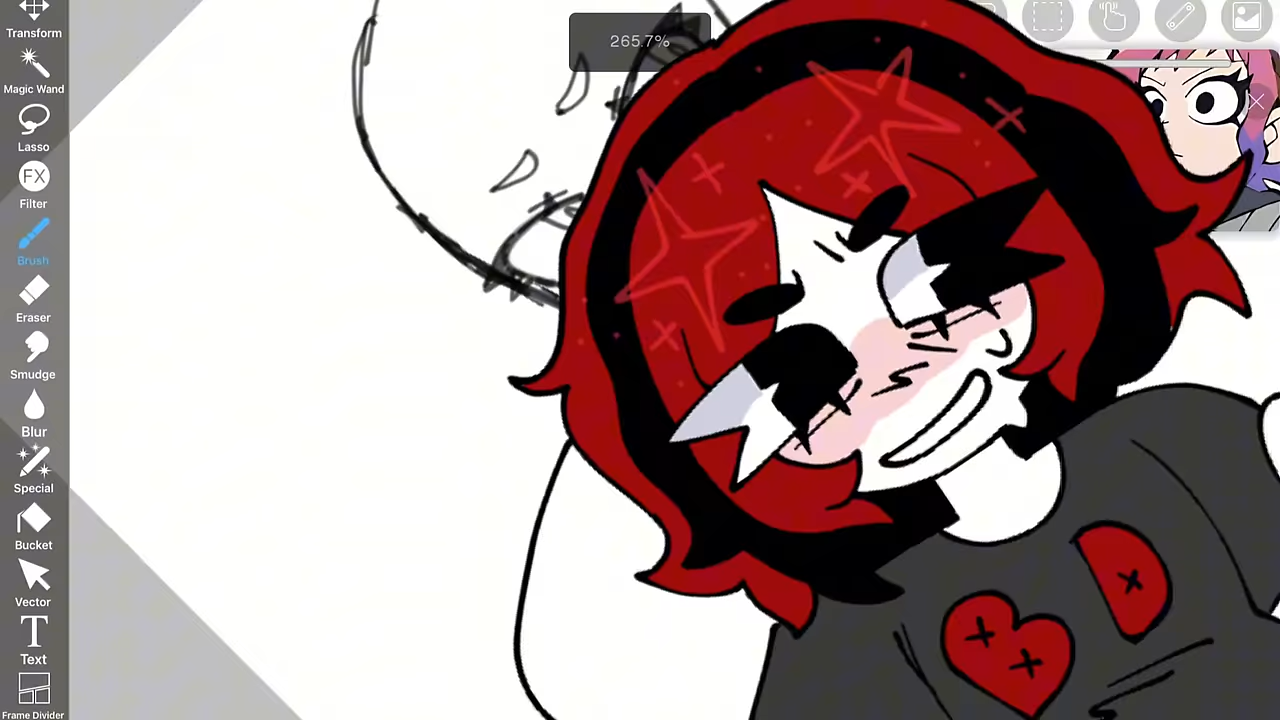 Transform
265.7%
Magic Wand
Lasso
FX
Filter
Brush
Eraser
Smudge
Blur
Special
Bucket
Vector
T
Text
Frame Divider